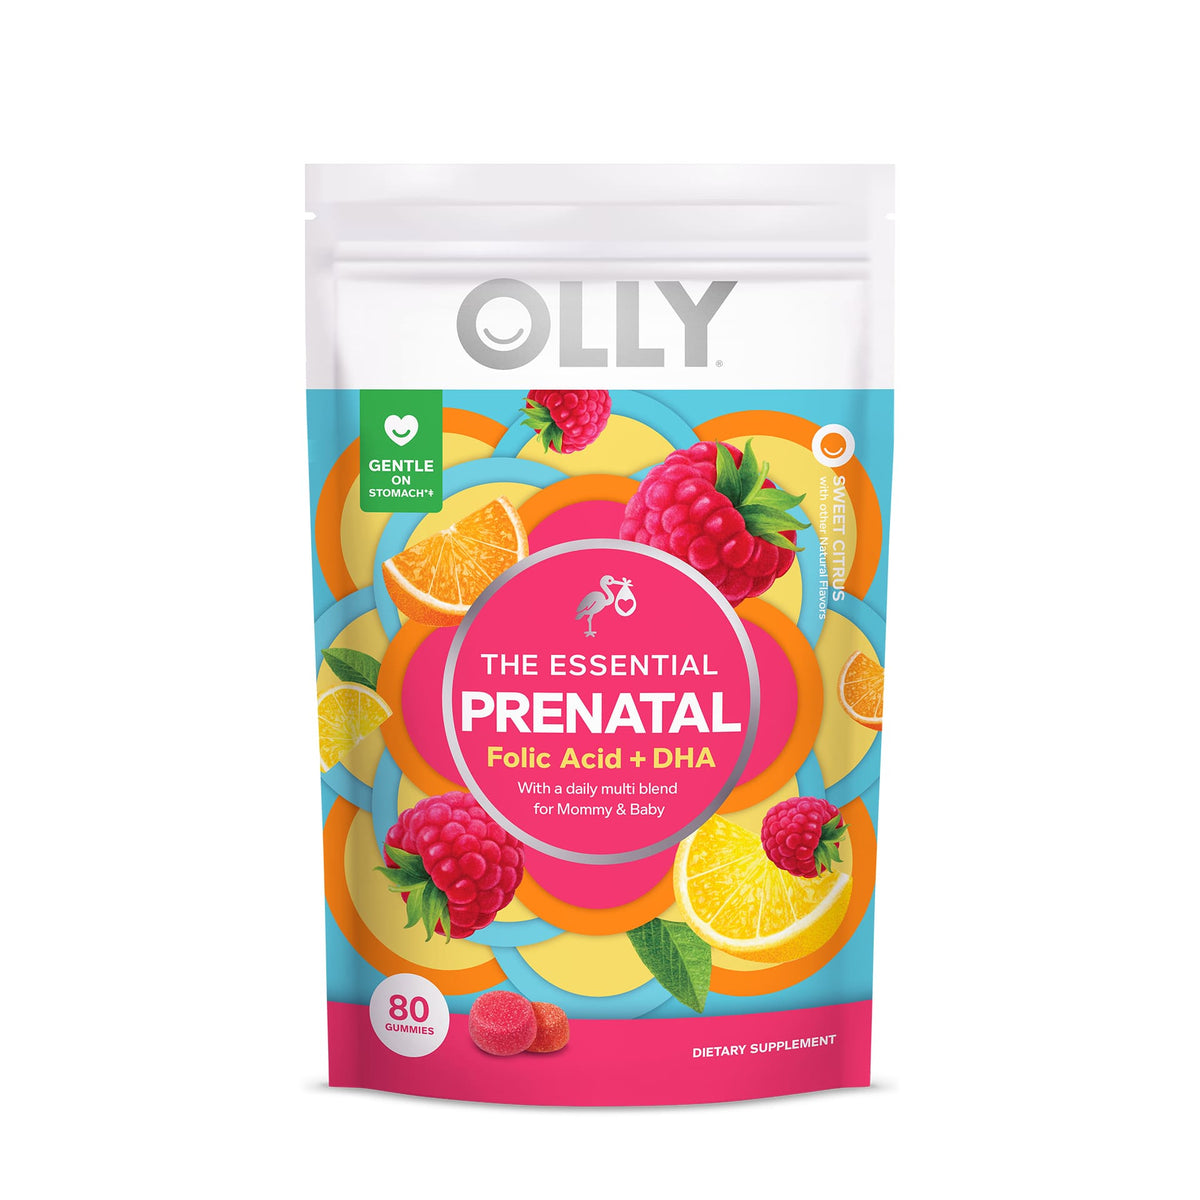 OLLY®
GENTLE
ON
STOMACH*‡
SWEET CITRUS
with other Natural Flavors
THE ESSENTIAL
PRENATAL
Folic Acid + DHA
With a daily multi blend
for Mommy & Baby
80
GUMMIES
DIETARY SUPPLEMENT